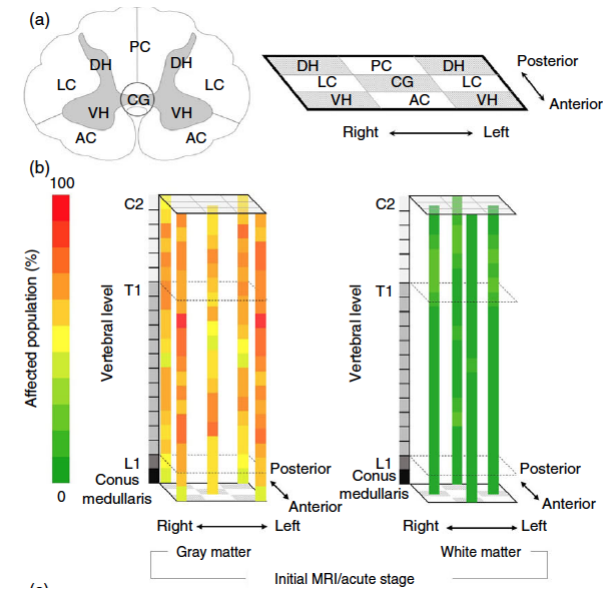 (a)
PC
DH
DH
LC
LC
CG
VH
VH
AC
AC
DH
PC
DH
LC
CG
LC
VH
AC
VH
Posterior
Anterior
Right
Left
(b)
100
0
Affected population (%)
C2
T1
L1
Conus
medullaris
Vertebral level
Posterior
Anterior
Right
Left
Gray matter
C2
T1
L1
Conus
medullaris
Vertebral level
Posterior
Anterior
Right
Left
White matter
Initial MRI/acute stage